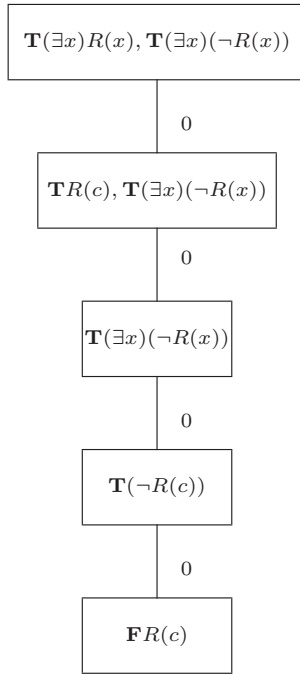 𝐓(∃x)R(x), 𝐓(∃x)(¬R(x))
0
𝐓R(c), 𝐓(∃x)(¬R(x))
0
𝐓(∃x)(¬R(x))
0
𝐓(¬R(c))
0
𝐅R(c)